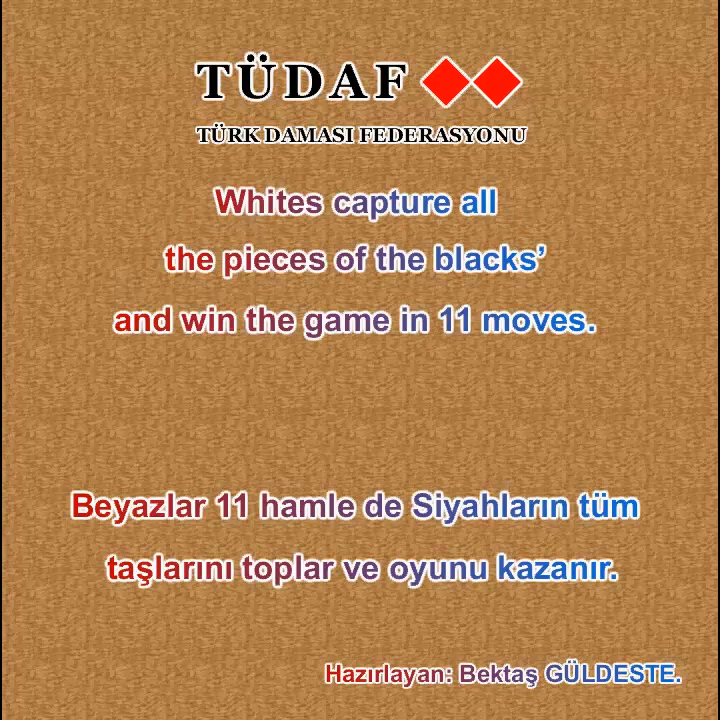 TÜDAF
TÜRK DAMASI FEDERASYONU
Whites capture all
the pieces of the blacks’
and win the game in 11 moves.
Beyazlar 11 hamle de Siyahların tüm
taşlarını toplar ve oyunu kazanır.
Hazırlayan: Bektaş GÜLDESTE.